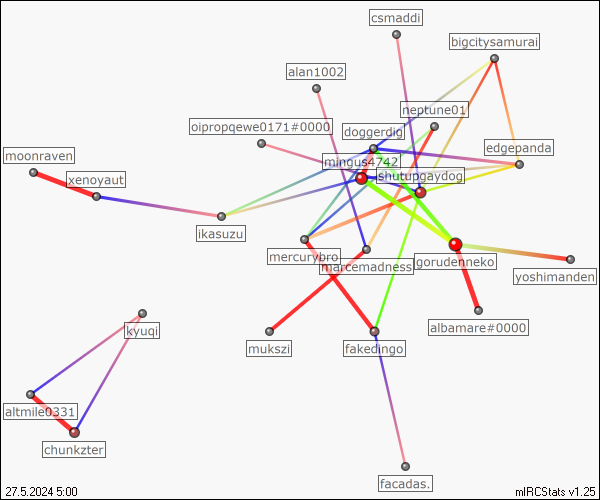 csmaddi
bigcitysamurai
alan1002
neptune01
oipropqewe0171#0000
doggerdig
edgepanda
moonraven
mingus4742
shutupgaydog
xenoyaut
ikasuzu
mercurybro
marcemadness
gorudenneko
yoshimanden
kyuqi
albamare#0000
mukszi
fakedingo
altmile0331
chunkzter
facadas.
27.5.2024 5:00
mIRCStats v1.25